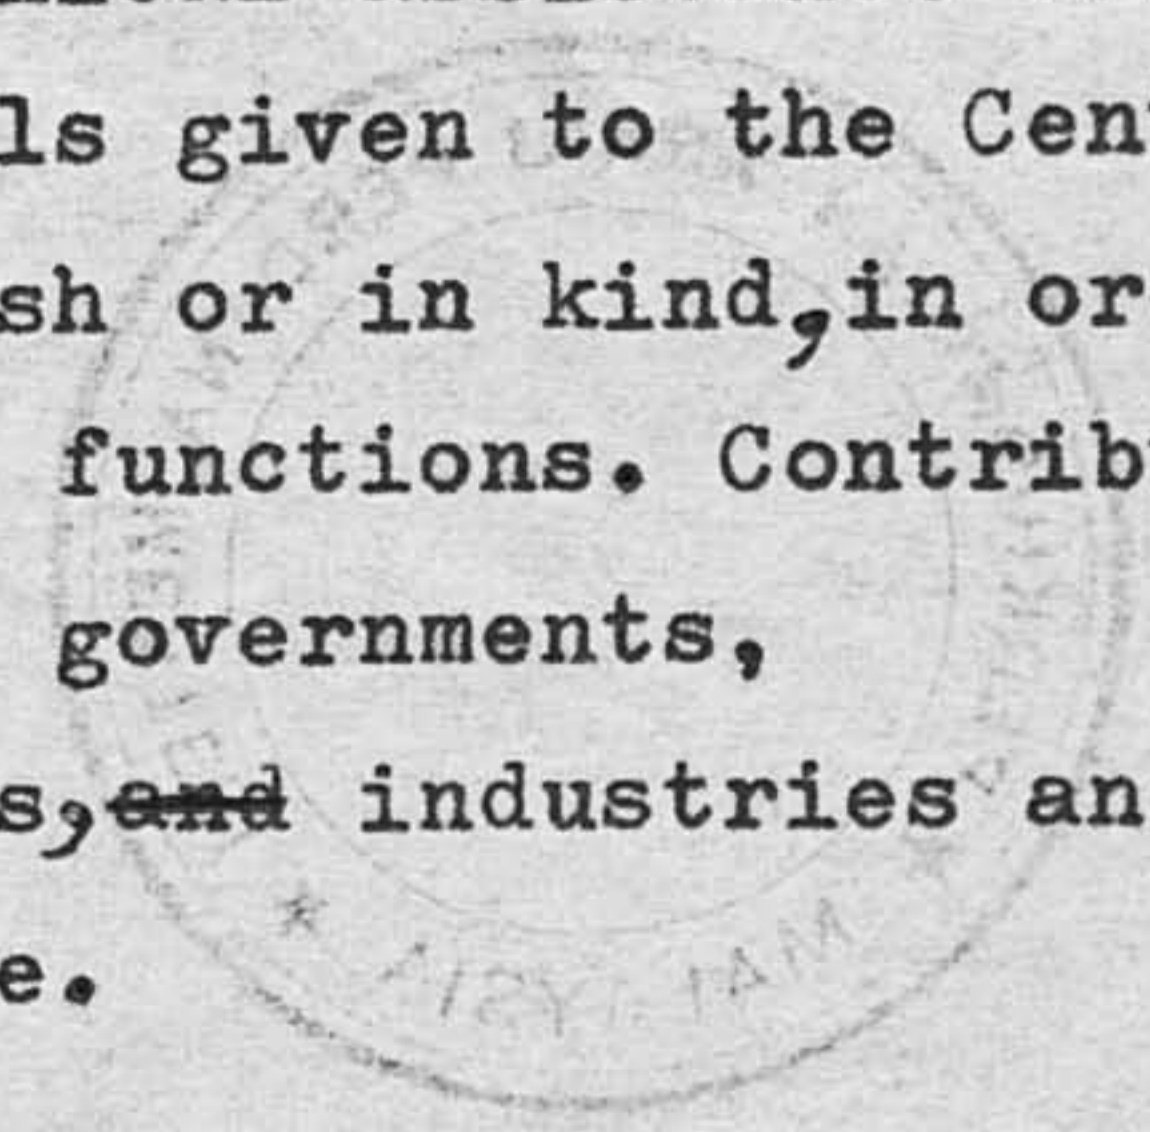 ls given to the Cen
sh or in kind,in or
functions. Contrib
governments,
s,and industries an
e.